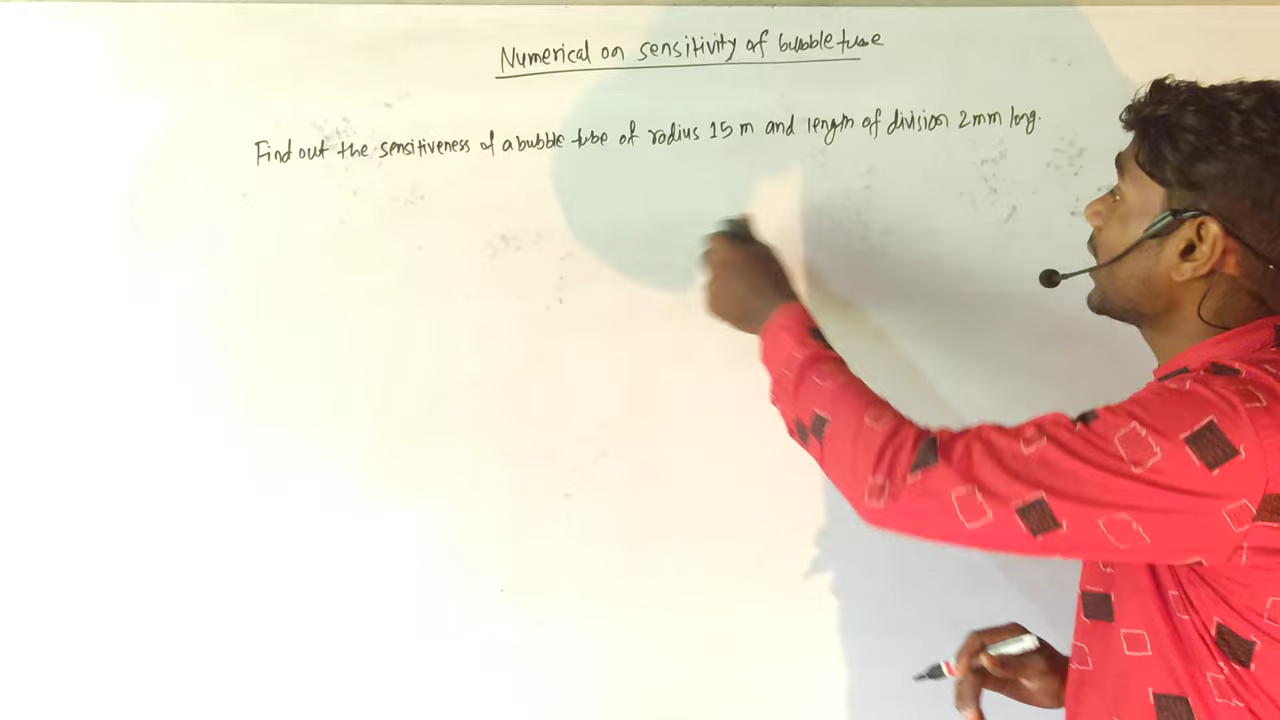 Numerical on sensitivity of bubble tube
Find out the sensitiveness of a bubble tube of radius 15 m and length of division 2mm long.